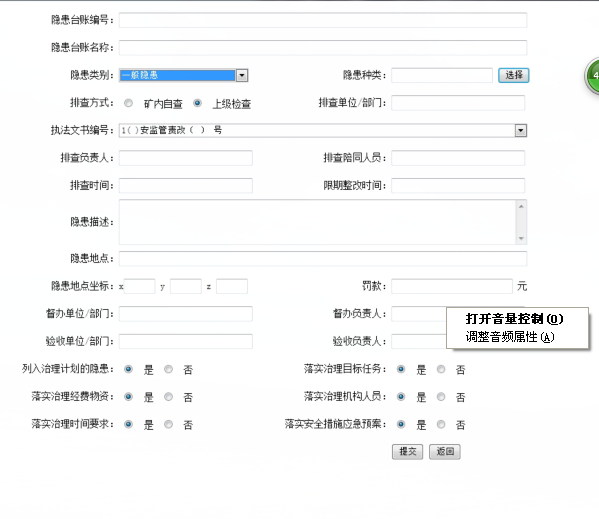 隐患台账编号：
隐患台账名称：
隐患类别： 一般隐患 隐患种类： 选择
排查方式： 矿内自查 上级检查 排查单位/部门：
执法文书编号： 1( )安监管责改（ ） 号
排查负责人： 排查陪同人员：
排查时间： 限期整改时间：
隐患描述：
隐患地点：
隐患地点坐标： x y z 罚款： 元
督办单位/部门： 督办负责人：
打开音量控制(O)
验收单位/部门： 验收负责人：
调整音频属性(A)
列入治理计划的隐患： 是 否 落实治理目标任务： 是 否
落实治理经费物资： 是 否 落实治理机构人员： 是 否
落实治理时间要求： 是 否 落实安全措施应急预案： 是 否
提交 返回